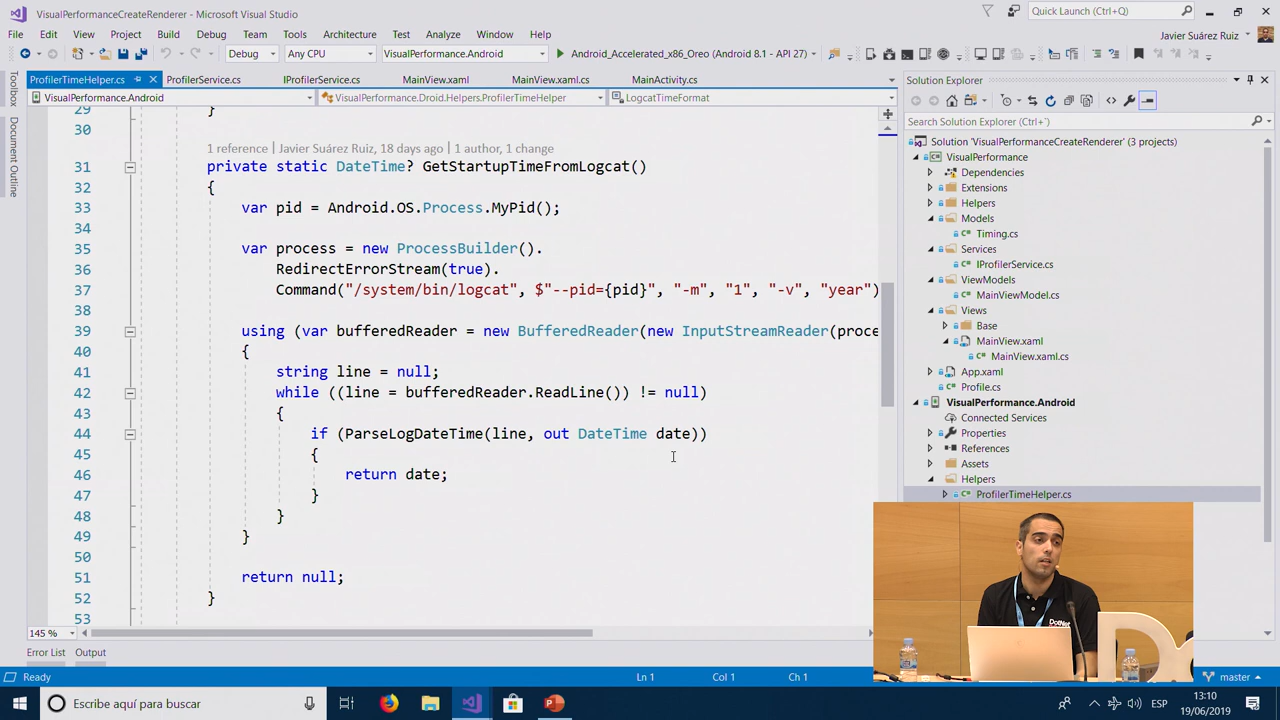 VisualPerformanceCreateRenderer - Microsoft Visual Studio
Quick Launch (Ctrl+Q)
File Edit View Project Build Debug Team Tools Architecture Test Analyze Window Help
Javier Suárez Ruiz
Debug Any CPU VisualPerformance.Android Android_Accelerated_x86_Oreo (Android 8.1 - API 27)
ProfilerTimeHelper.cs ProfilerService.cs IProfilerService.cs MainView.xaml MainView.xaml.cs MainActivity.cs
VisualPerformance.Android VisualPerformance.Droid.Helpers.ProfilerTimeHelper LogcatTimeFormat
Toolbox
Document Outline
29 }
30
1 reference | Javier Suárez Ruiz, 18 days ago | 1 author, 1 change
31 private static DateTime? GetStartupTimeFromLogcat()
32 {
33 var pid = Android.OS.Process.MyPid();
34
35 var process = new ProcessBuilder().
36 RedirectErrorStream(true).
37 Command("/system/bin/logcat", $"--pid={pid}", "-m", "1", "-v", "year")
38
39 using (var bufferedReader = new BufferedReader(new InputStreamReader(proce
40 {
41 string line = null;
42 while ((line = bufferedReader.ReadLine()) != null)
43 {
44 if (ParseLogDateTime(line, out DateTime date))
45 {
46 return date;
47 }
48 }
49 }
50
51 return null;
52 }
53
145 %
Error List Output
Solution Explorer
Search Solution Explorer (Ctrl+')
Solution 'VisualPerformanceCreateRenderer' (3 projects)
VisualPerformance
Dependencies
Extensions
Helpers
Models
Timing.cs
Services
IProfilerService.cs
ViewModels
MainViewModel.cs
Views
Base
MainView.xaml
MainView.xaml.cs
App.xaml
Profile.cs
VisualPerformance.Android
Connected Services
Properties
References
Assets
Helpers
ProfilerTimeHelper.cs
DotNet
Ready Ln 1 Col 1 Ch 1 master
Escribe aquí para buscar
ESP
13:10
19/06/2019